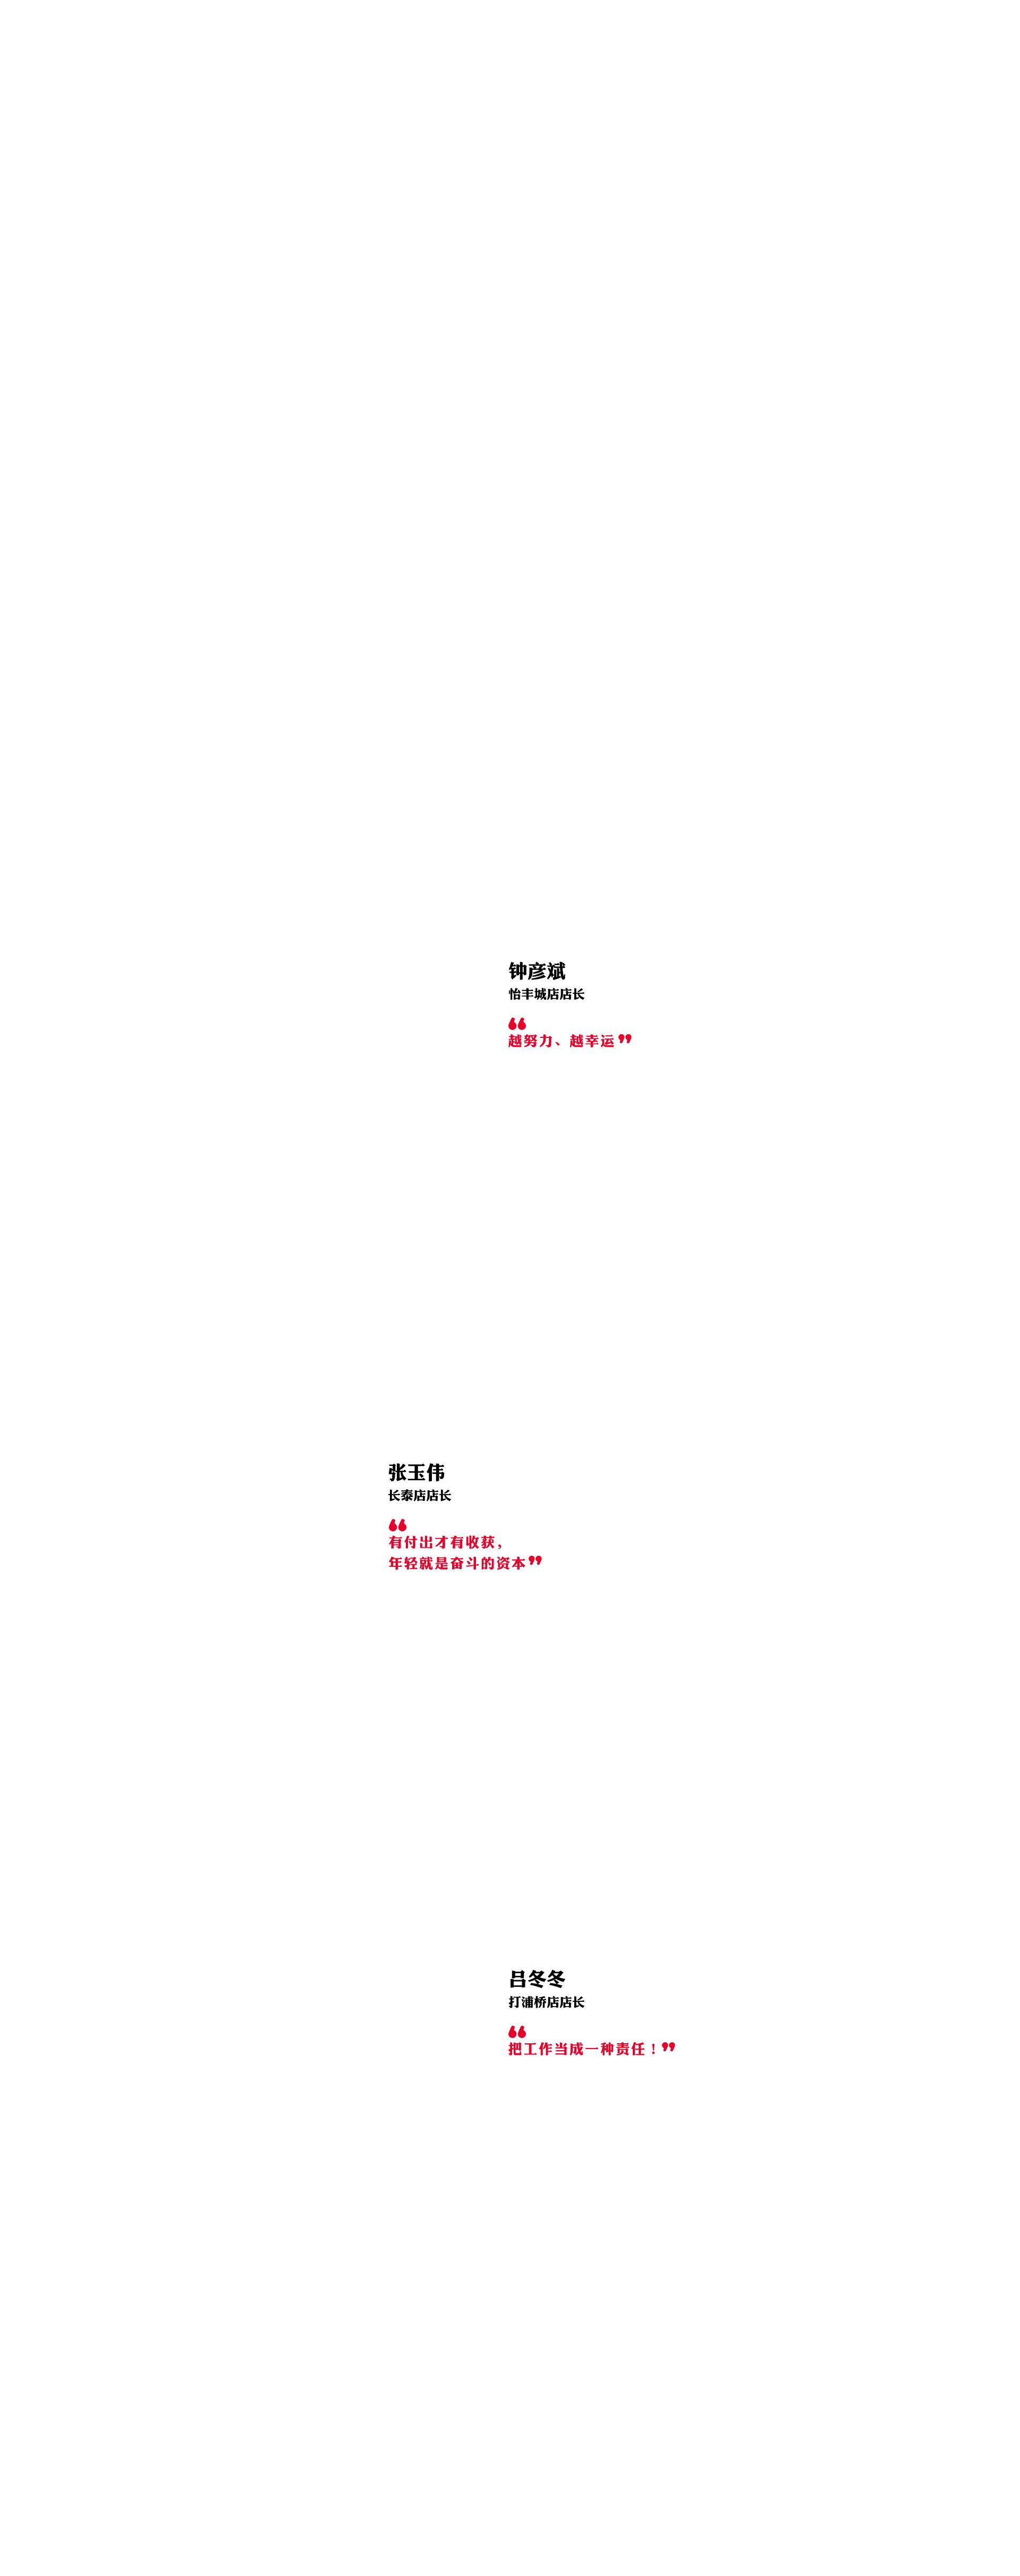 钟彦斌
怡丰城店店长
“
越努力、越幸运”
张玉伟
长泰店店长
“
有付出才有收获，
年轻就是奋斗的资本”
吕冬冬
打浦桥店店长
“
把工作当成一种责任！”